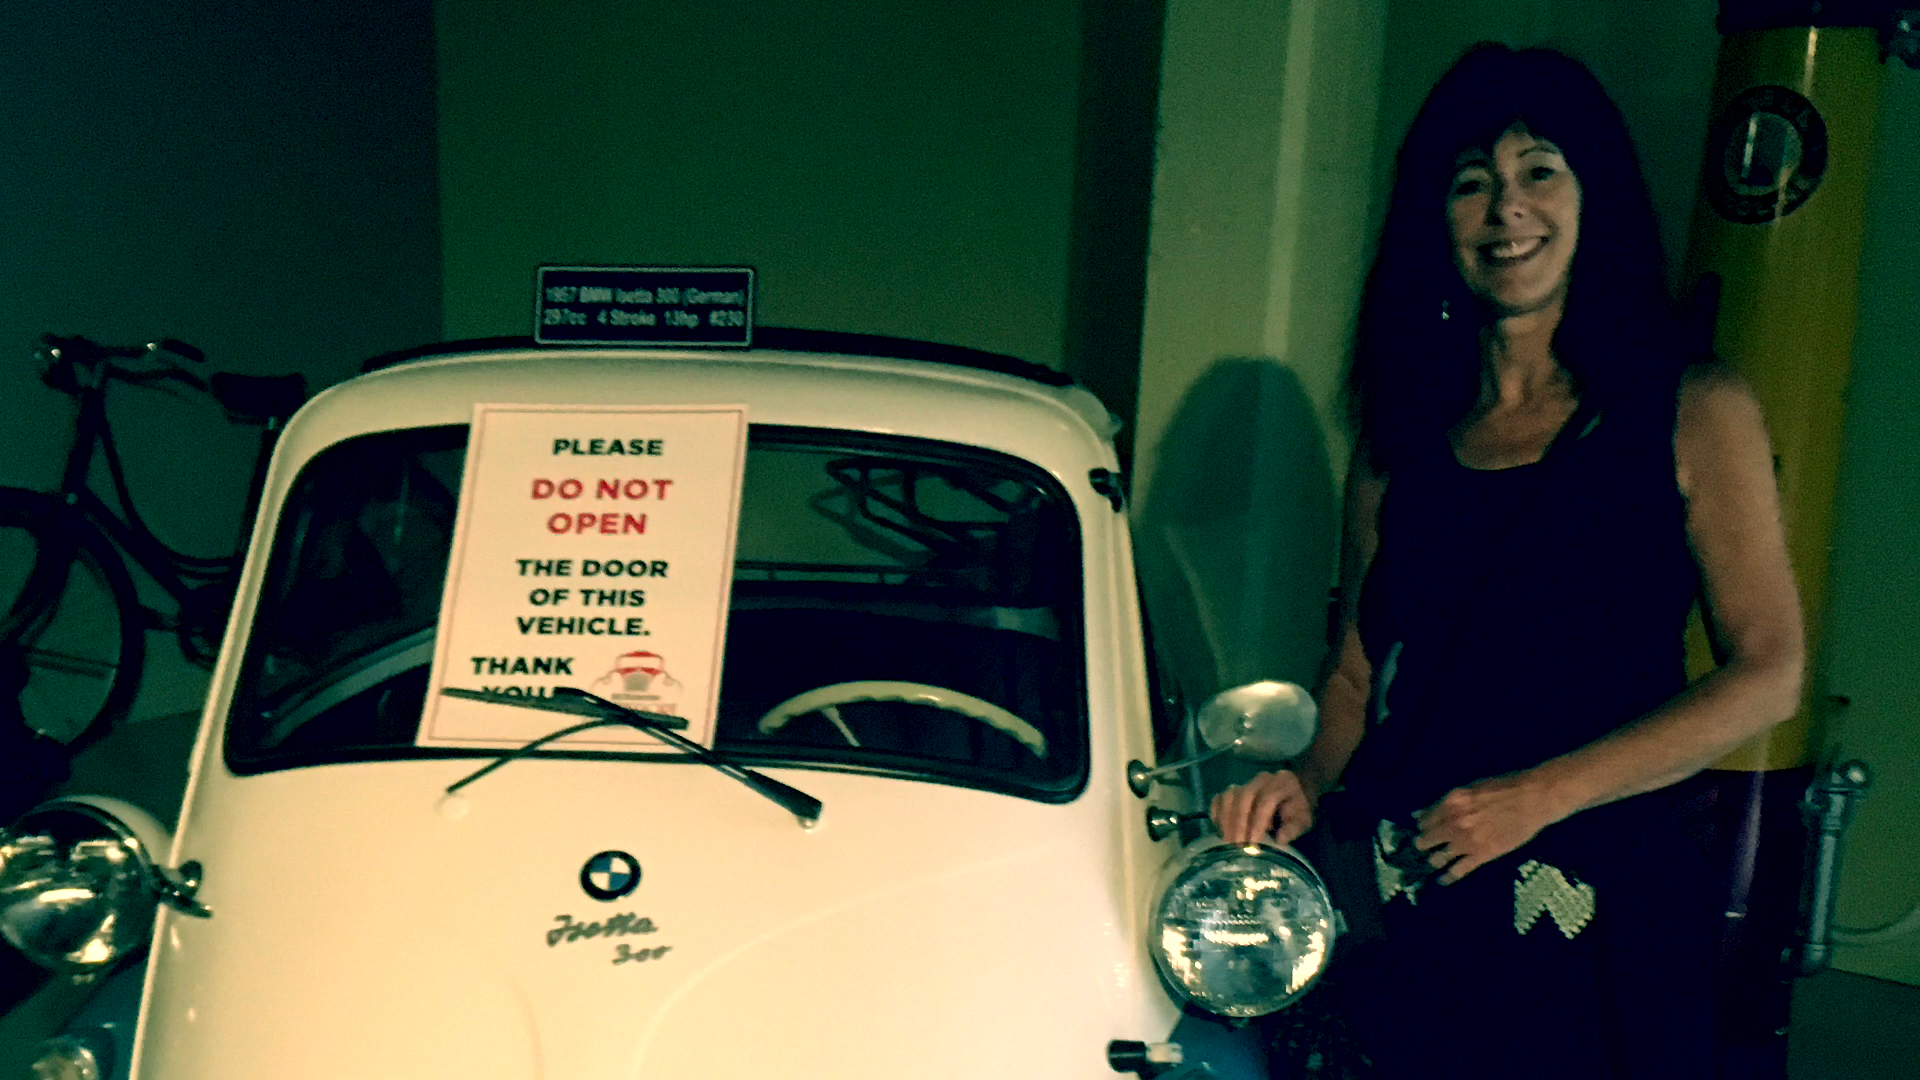 1957 BMW Isetta 300 (German)
297cc 4 Stroke 13hp #230
PLEASE
DO NOT
OPEN
THE DOOR
OF THIS
VEHICLE.
THANK
YOU!
Isetta
300